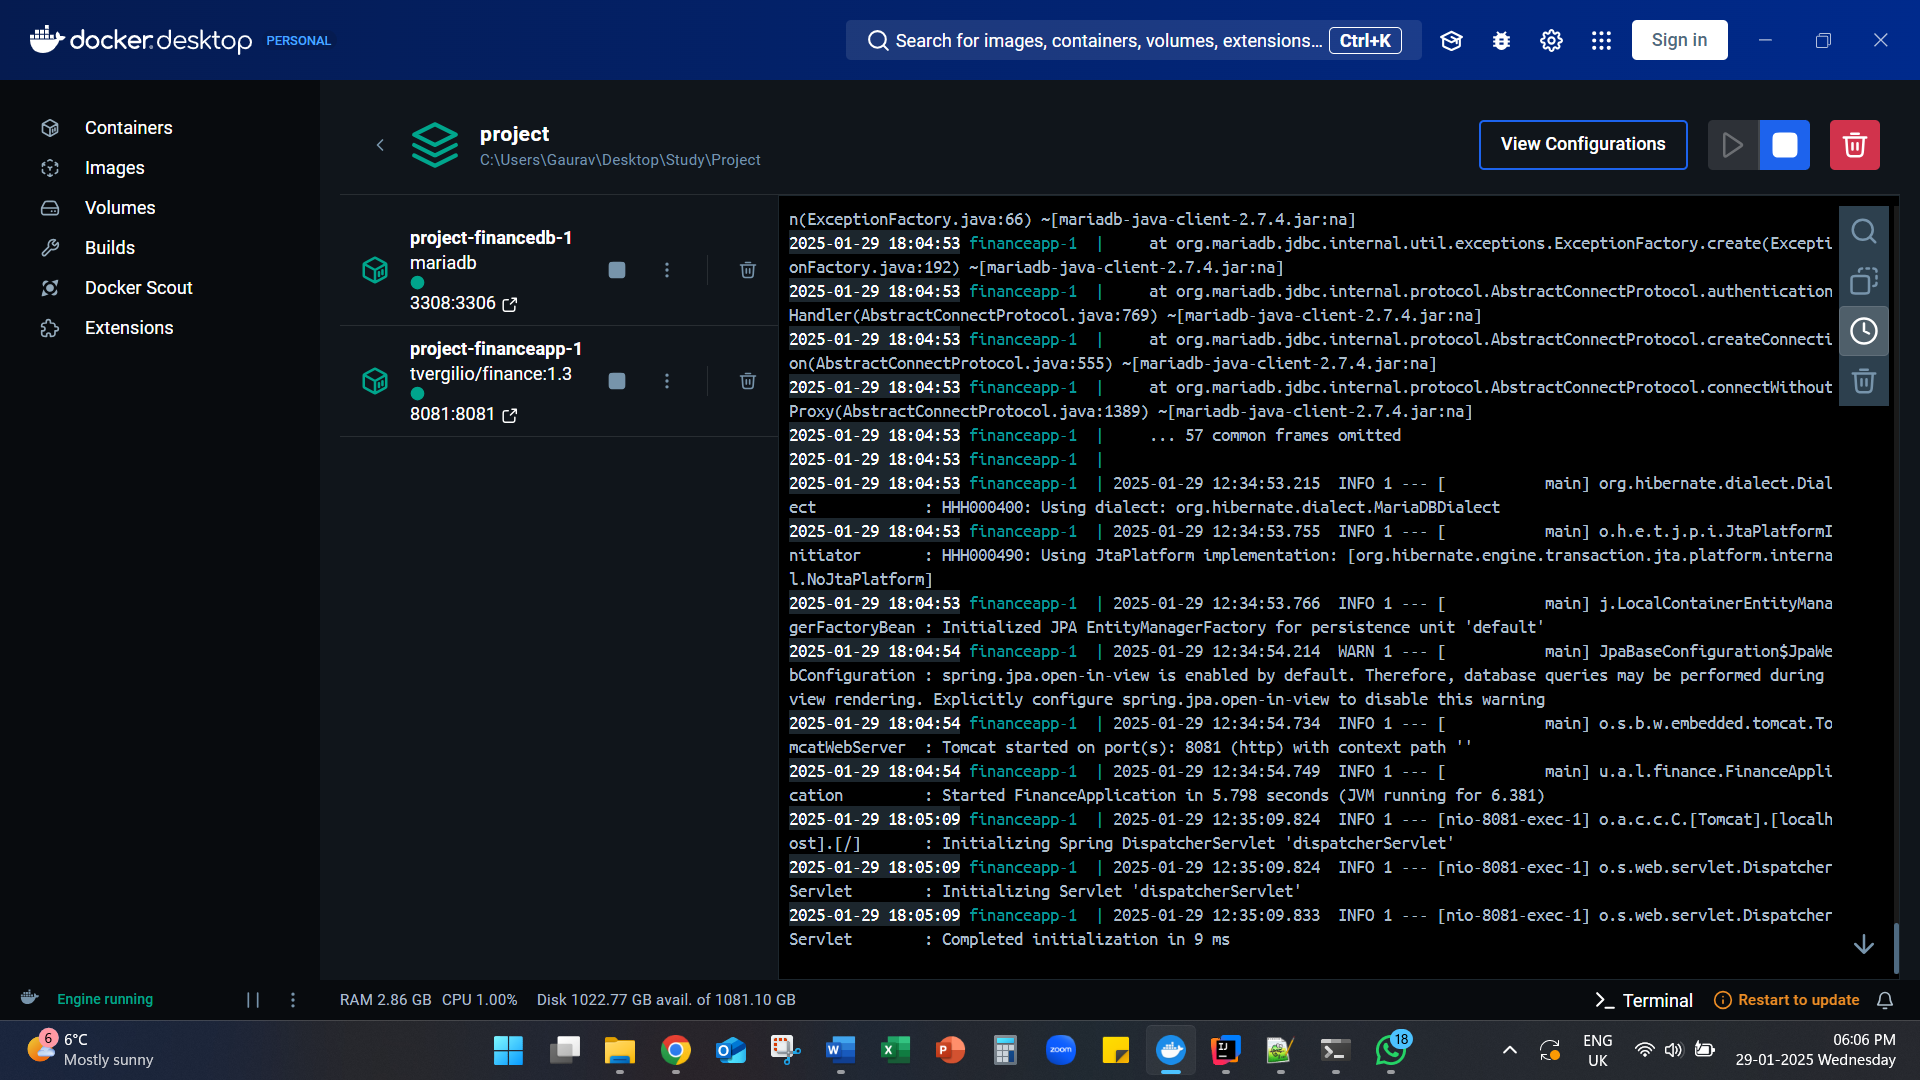 docker.desktop PERSONAL
Search for images, containers, volumes, extensions... Ctrl+K
Sign in
Containers
Images
Volumes
Builds
Docker Scout
Extensions
project
C:\Users\Gaurav\Desktop\Study\Project
View Configurations
project-financedb-1
mariadb
3308:3306
project-financeapp-1
tvergilio/finance:1.3
8081:8081
n(ExceptionFactory.java:66) ~[mariadb-java-client-2.7.4.jar:na]
2025-01-29 18:04:53 financeapp-1 | at org.mariadb.jdbc.internal.util.exceptions.ExceptionFactory.create(Excepti
onFactory.java:192) ~[mariadb-java-client-2.7.4.jar:na]
2025-01-29 18:04:53 financeapp-1 | at org.mariadb.jdbc.internal.protocol.AbstractConnectProtocol.authentication
Handler(AbstractConnectProtocol.java:769) ~[mariadb-java-client-2.7.4.jar:na]
2025-01-29 18:04:53 financeapp-1 | at org.mariadb.jdbc.internal.protocol.AbstractConnectProtocol.createConnecti
on(AbstractConnectProtocol.java:555) ~[mariadb-java-client-2.7.4.jar:na]
2025-01-29 18:04:53 financeapp-1 | at org.mariadb.jdbc.internal.protocol.AbstractConnectProtocol.connectWithout
Proxy(AbstractConnectProtocol.java:1389) ~[mariadb-java-client-2.7.4.jar:na]
2025-01-29 18:04:53 financeapp-1 | ... 57 common frames omitted
2025-01-29 18:04:53 financeapp-1 |
2025-01-29 18:04:53 financeapp-1 | 2025-01-29 12:34:53.215 INFO 1 --- [ main] org.hibernate.dialect.Dial
ect : HHH000400: Using dialect: org.hibernate.dialect.MariaDBDialect
2025-01-29 18:04:53 financeapp-1 | 2025-01-29 12:34:53.755 INFO 1 --- [ main] o.h.e.t.j.p.i.JtaPlatformI
nitiator : HHH000490: Using JtaPlatform implementation: [org.hibernate.engine.transaction.jta.platform.interna
l.NoJtaPlatform]
2025-01-29 18:04:53 financeapp-1 | 2025-01-29 12:34:53.766 INFO 1 --- [ main] j.LocalContainerEntityMana
gerFactoryBean : Initialized JPA EntityManagerFactory for persistence unit 'default'
2025-01-29 18:04:54 financeapp-1 | 2025-01-29 12:34:54.214 WARN 1 --- [ main] JpaBaseConfiguration$JpaWe
bConfiguration : spring.jpa.open-in-view is enabled by default. Therefore, database queries may be performed during
view rendering. Explicitly configure spring.jpa.open-in-view to disable this warning
2025-01-29 18:04:54 financeapp-1 | 2025-01-29 12:34:54.734 INFO 1 --- [ main] o.s.b.w.embedded.tomcat.To
mcatWebServer : Tomcat started on port(s): 8081 (http) with context path ''
2025-01-29 18:04:54 financeapp-1 | 2025-01-29 12:34:54.749 INFO 1 --- [ main] u.a.l.finance.FinanceAppli
cation : Started FinanceApplication in 5.798 seconds (JVM running for 6.381)
2025-01-29 18:05:09 financeapp-1 | 2025-01-29 12:35:09.824 INFO 1 --- [nio-8081-exec-1] o.a.c.c.C.[Tomcat].[localh
ost].[/] : Initializing Spring DispatcherServlet 'dispatcherServlet'
2025-01-29 18:05:09 financeapp-1 | 2025-01-29 12:35:09.824 INFO 1 --- [nio-8081-exec-1] o.s.web.servlet.Dispatcher
Servlet : Initializing Servlet 'dispatcherServlet'
2025-01-29 18:05:09 financeapp-1 | 2025-01-29 12:35:09.833 INFO 1 --- [nio-8081-exec-1] o.s.web.servlet.Dispatcher
Servlet : Completed initialization in 9 ms
Engine running
RAM 2.86 GB CPU 1.00% Disk 1022.77 GB avail. of 1081.10 GB
Terminal
Restart to update
6
6°C
Mostly sunny
zoom
18
ENG
UK
06:06 PM
29-01-2025 Wednesday